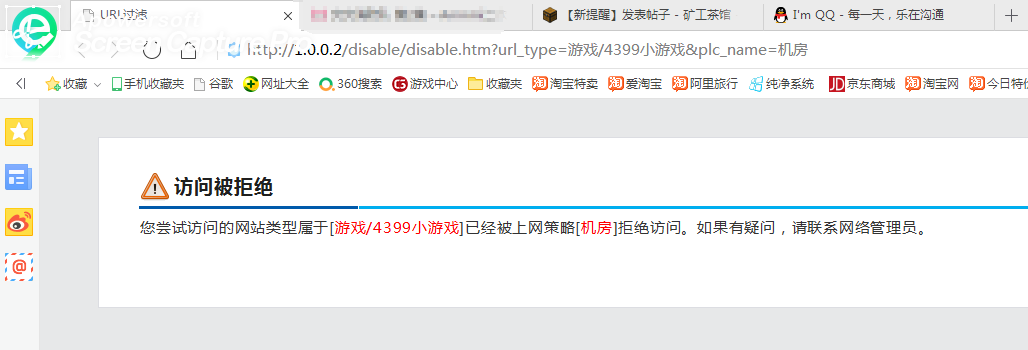 URL过滤
【新提醒】发表帖子 - 矿工茶馆
I'm QQ - 每一天，乐在沟通
Screen Capture Pro
http://1.0.0.2/disable/disable.htm?url_type=游戏/4399小游戏&plc_name=机房
收藏 手机收藏夹 谷歌 网址大全 360搜索 游戏中心 收藏夹 淘宝特卖 爱淘宝 阿里旅行 纯净系统 京东商城 淘宝网 今日特价
访问被拒绝
您尝试访问的网站类型属于[游戏/4399小游戏]已经被上网策略[机房]拒绝访问。如果有疑问，请联系网络管理员。